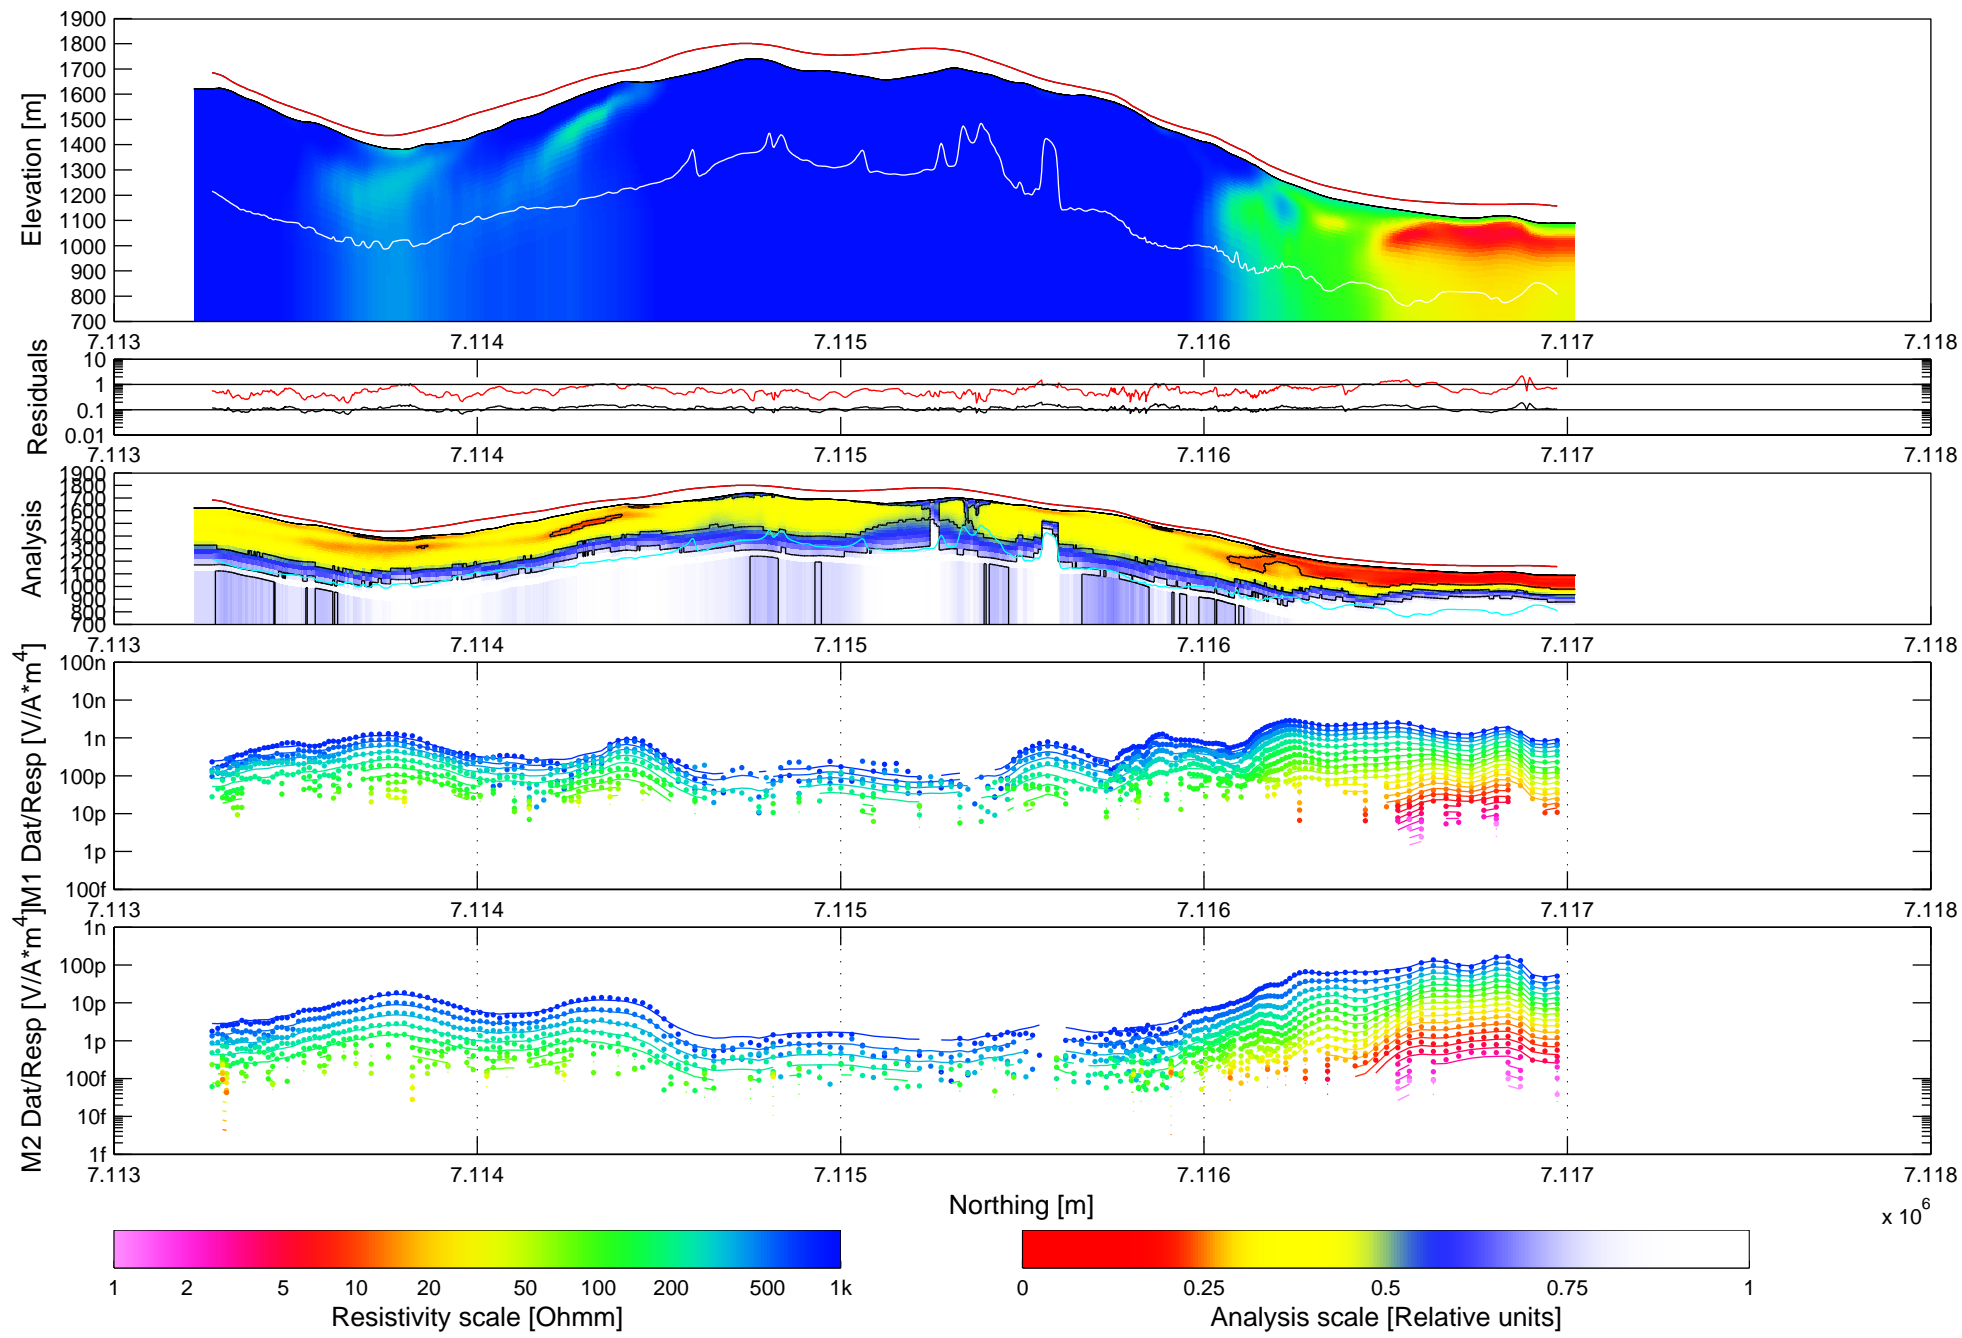 Elevation [m]
1900
1800
1700
1600
1500
1400
1300
1200
1100
1000
900
800
700
7.113 7.114 7.115 7.116 7.117 7.118
Residuals
10
1
0.1
0.01
7.113 7.114 7.115 7.116 7.117 7.118
Analysis
1900
1800
1700
1600
1500
1400
1300
1200
1100
1000
900
800
700
7.113 7.114 7.115 7.116 7.117 7.118
M1 Dat/Resp [V/A*m^4]
100n
10n
1n
100p
10p
1p
100f
7.113 7.114 7.115 7.116 7.117 7.118
M2 Dat/Resp [V/A*m^4]
1n
100p
10p
1p
100f
10f
1f
7.113 7.114 7.115 7.116 7.117 7.118
Northing [m]
x 10^6
1 2 5 10 20 50 100 200 500 1k
Resistivity scale [Ohmm]
0 0.25 0.5 0.75 1
Analysis scale [Relative units]